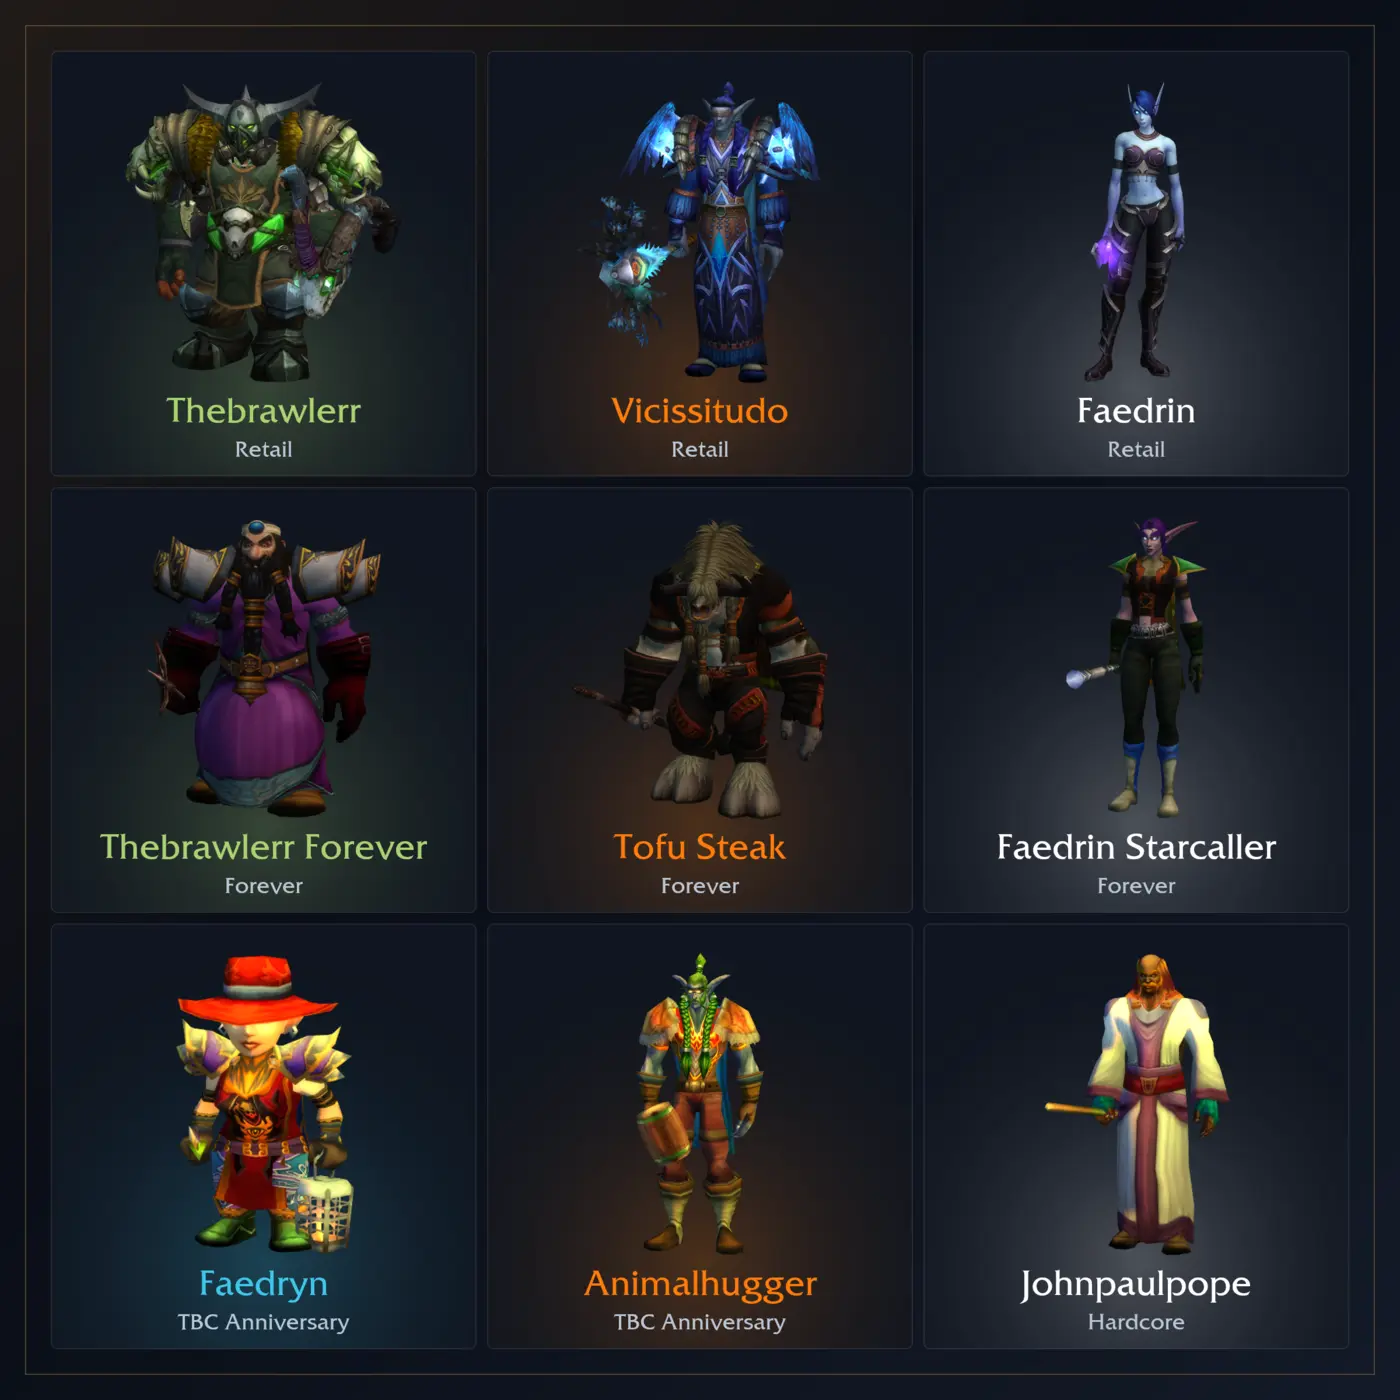 Thebrawlerr
Retail
Vicissitudo
Retail
Faedrin
Retail
Thebrawlerr Forever
Forever
Tofu Steak
Forever
Faedrin Starcaller
Forever
Faedryn
TBC Anniversary
Animalhugger
TBC Anniversary
Johnpaulpope
Hardcore